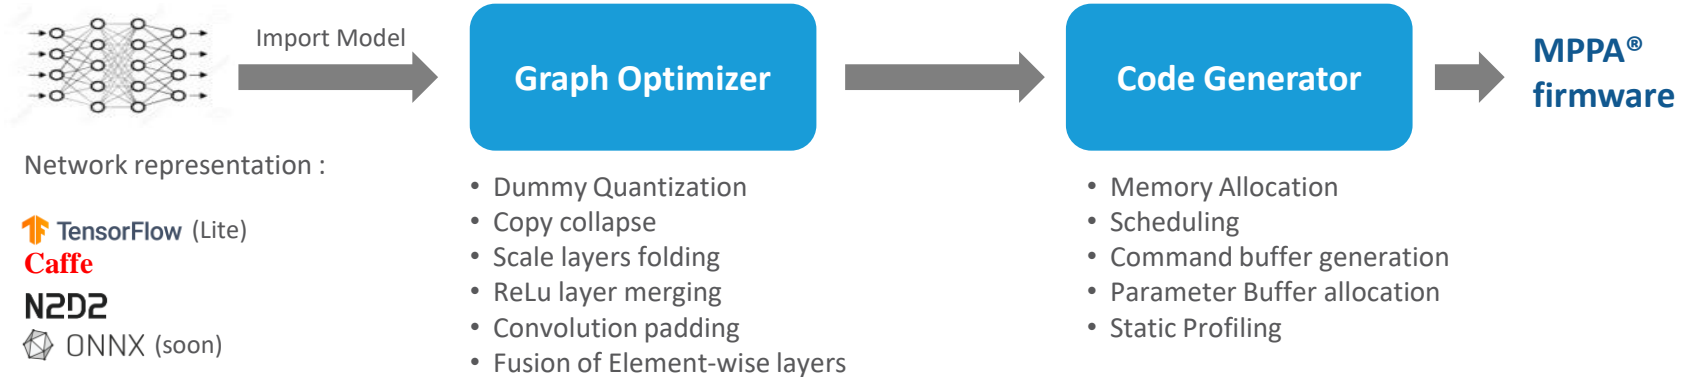 Import Model
Graph Optimizer
Code Generator
MPPA®
firmware
Network representation :
TensorFlow (Lite)
Caffe
N2D2
ONNX (soon)
• Dummy Quantization
• Copy collapse
• Scale layers folding
• ReLu layer merging
• Convolution padding
• Fusion of Element-wise layers
• Memory Allocation
• Scheduling
• Command buffer generation
• Parameter Buffer allocation
• Static Profiling